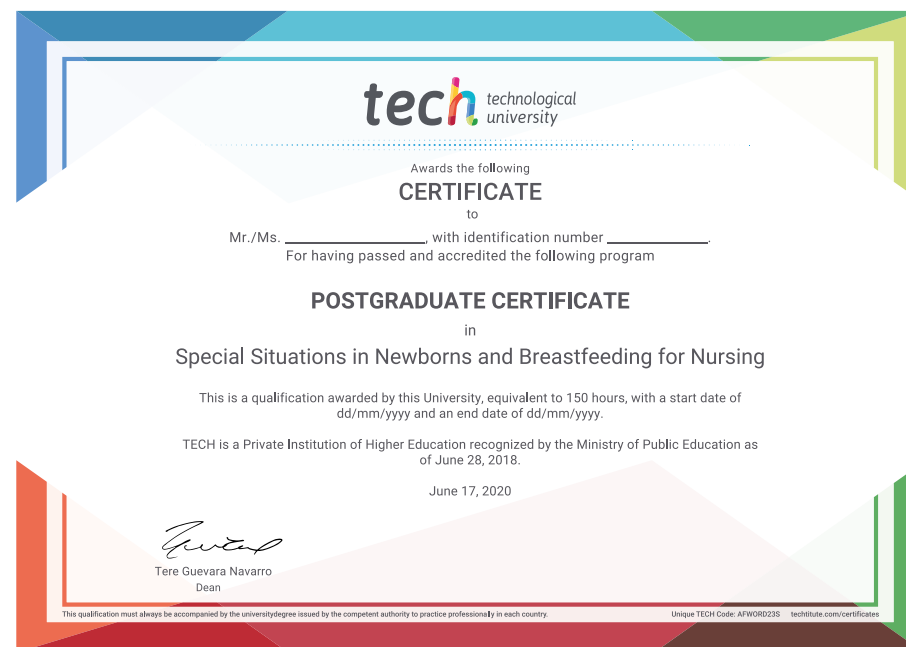 tech technological
university
Awards the following
CERTIFICATE
to
Mr./Ms. ____________________, with identification number ______________.
For having passed and accredited the following program
POSTGRADUATE CERTIFICATE
in
Special Situations in Newborns and Breastfeeding for Nursing
This is a qualification awarded by this University, equivalent to 150 hours, with a start date of
dd/mm/yyyy and an end date of dd/mm/yyyy.
TECH is a Private Institution of Higher Education recognized by the Ministry of Public Education as
of June 28, 2018.
June 17, 2020
Tere Guevara Navarro
Dean
This qualification must always be accompanied by the universitydegree issued by the competent authority to practice professionally in each country.
Unique TECH Code: AFWORD23S techtitute.com/certificates